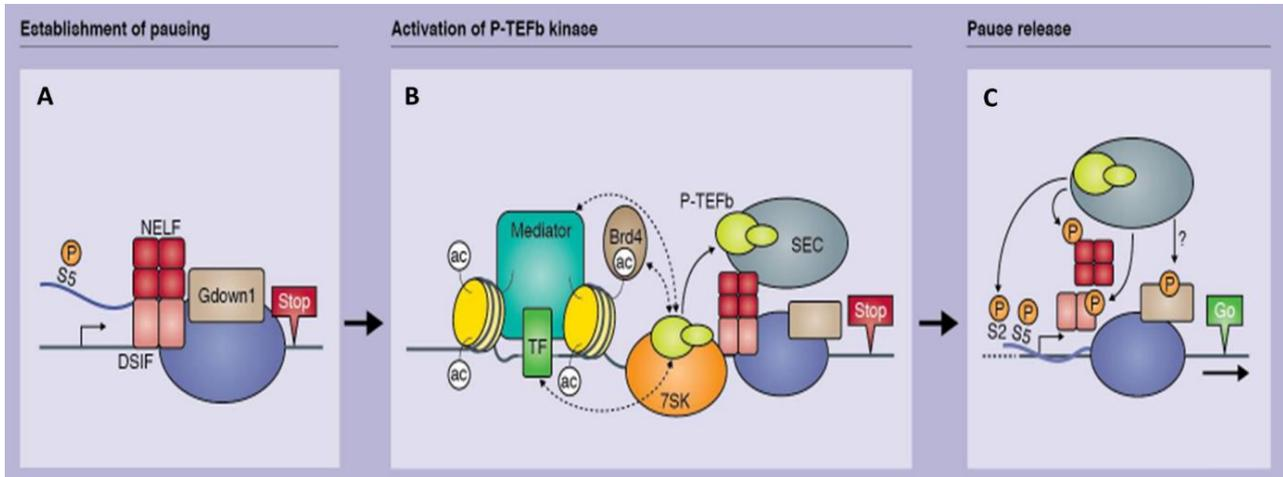 Establishment of pausing
Activation of P-TEFb kinase
Pause release
A
P
S5
NELF
Gdown1
Stop
DSIF
B
ac
ac
Mediator
TF
ac
Brd4
ac
P-TEFb
SEC
7SK
Stop
C
P
?
P
P
P
S2
P
S5
Go